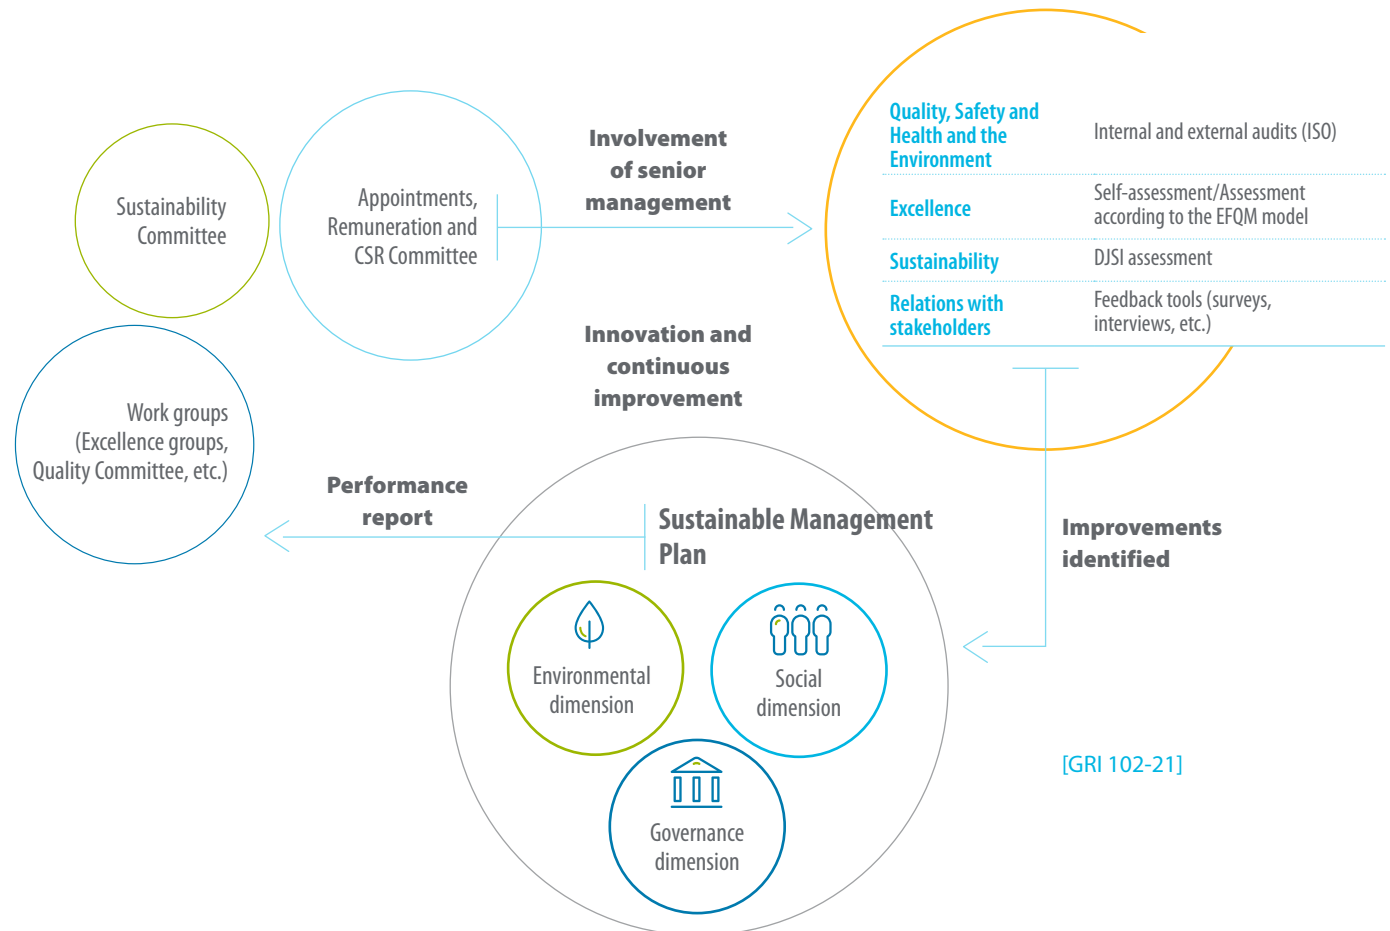 Sustainability
Committee
Appointments,
Remuneration and
CSR Committee
Work groups
(Excellence groups,
Quality Committee, etc.)
Involvement
of senior
management
Quality, Safety and
Health and the
Environment
Internal and external audits (ISO)
Excellence
Self-assessment/Assessment
according to the EFQM model
Sustainability
DJSI assessment
Relations with
stakeholders
Feedback tools (surveys,
interviews, etc.)
Innovation and
continuous
improvement
Performance
report
Sustainable Management
Plan
Improvements
identified
Environmental
dimension
Social
dimension
Governance
dimension
[GRI 102-21]